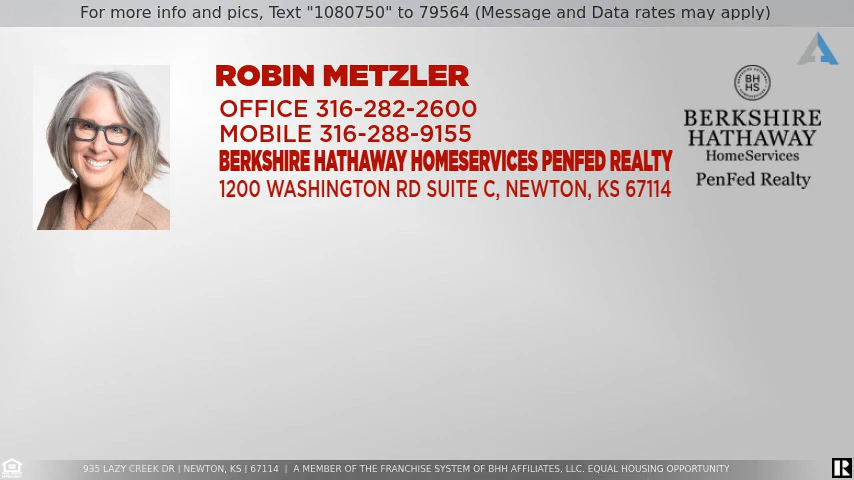 For more info and pics, Text "1080750" to 79564 (Message and Data rates may apply)
ROBIN METZLER
OFFICE 316-282-2600
MOBILE 316-288-9155
BERKSHIRE HATHAWAY HOMESERVICES PENFED REALTY
1200 WASHINGTON RD SUITE C, NEWTON, KS 67114
BH
HS
BERKSHIRE
HATHAWAY
HomeServices
PenFed Realty
935 LAZY CREEK DR | NEWTON, KS | 67114 | A MEMBER OF THE FRANCHISE SYSTEM OF BHH AFFILIATES, LLC. EQUAL HOUSING OPPORTUNITY